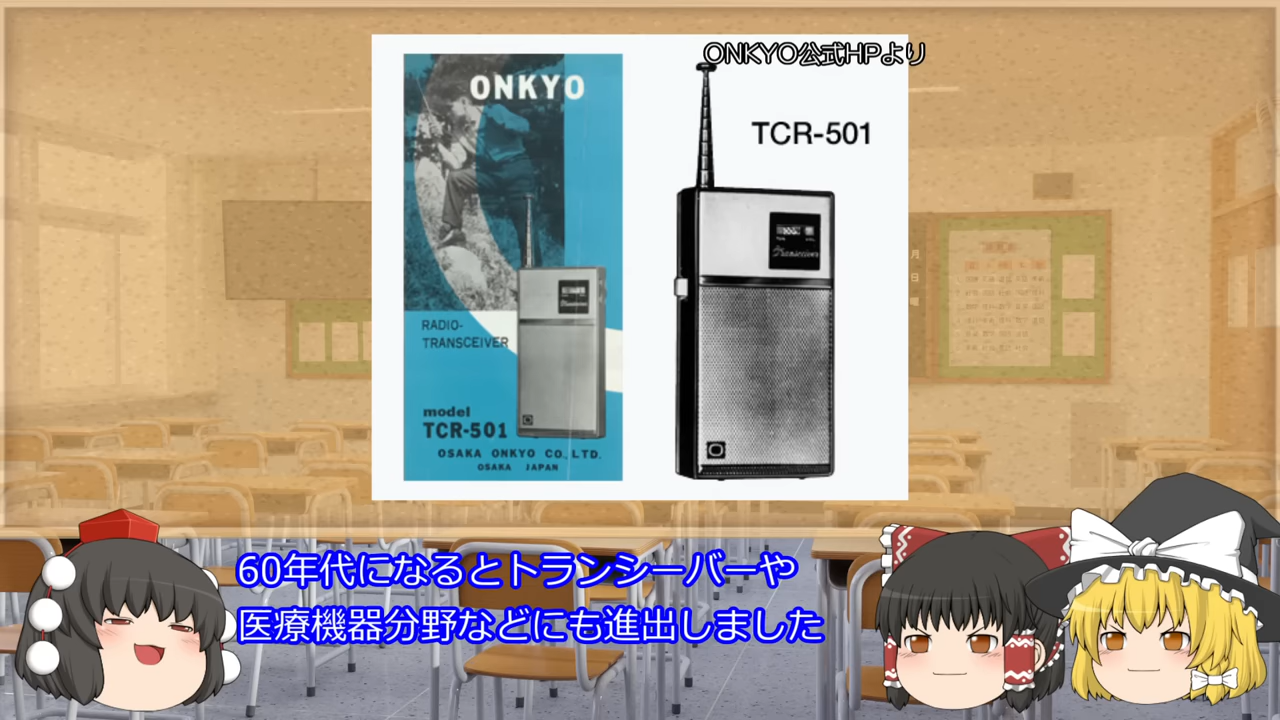 ONKYO公式HPより
ONKYO
TCR-501
RADIO-
TRANSCEIVER
Transceiver
model
TCR-501
OSAKA ONKYO CO., LTD.
OSAKA JAPAN
月
日
60年代になるとトランシーバーや
医療機器分野などにも進出しました